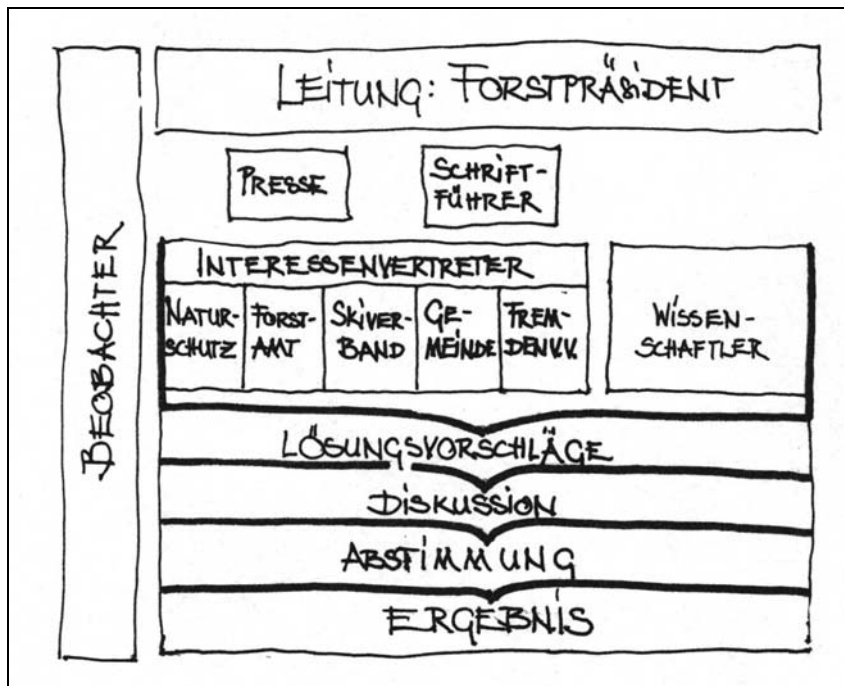 LEITUNG: FORSTPRÄSIDENT
PRESSE
SCHRIFT-
FÜHRER
BEOBACHTER
INTERESSENVERTRETER
NATUR-
SCHUTZ
FORST-
AMT
SKIVER-
BAND
GE-
MEINDE
FREM-
DENV.V.
WISSEN-
SCHAFTLER
LÖSUNGSVORSCHLÄGE
DISKUSSION
ABSTIMMUNG
ERGEBNIS